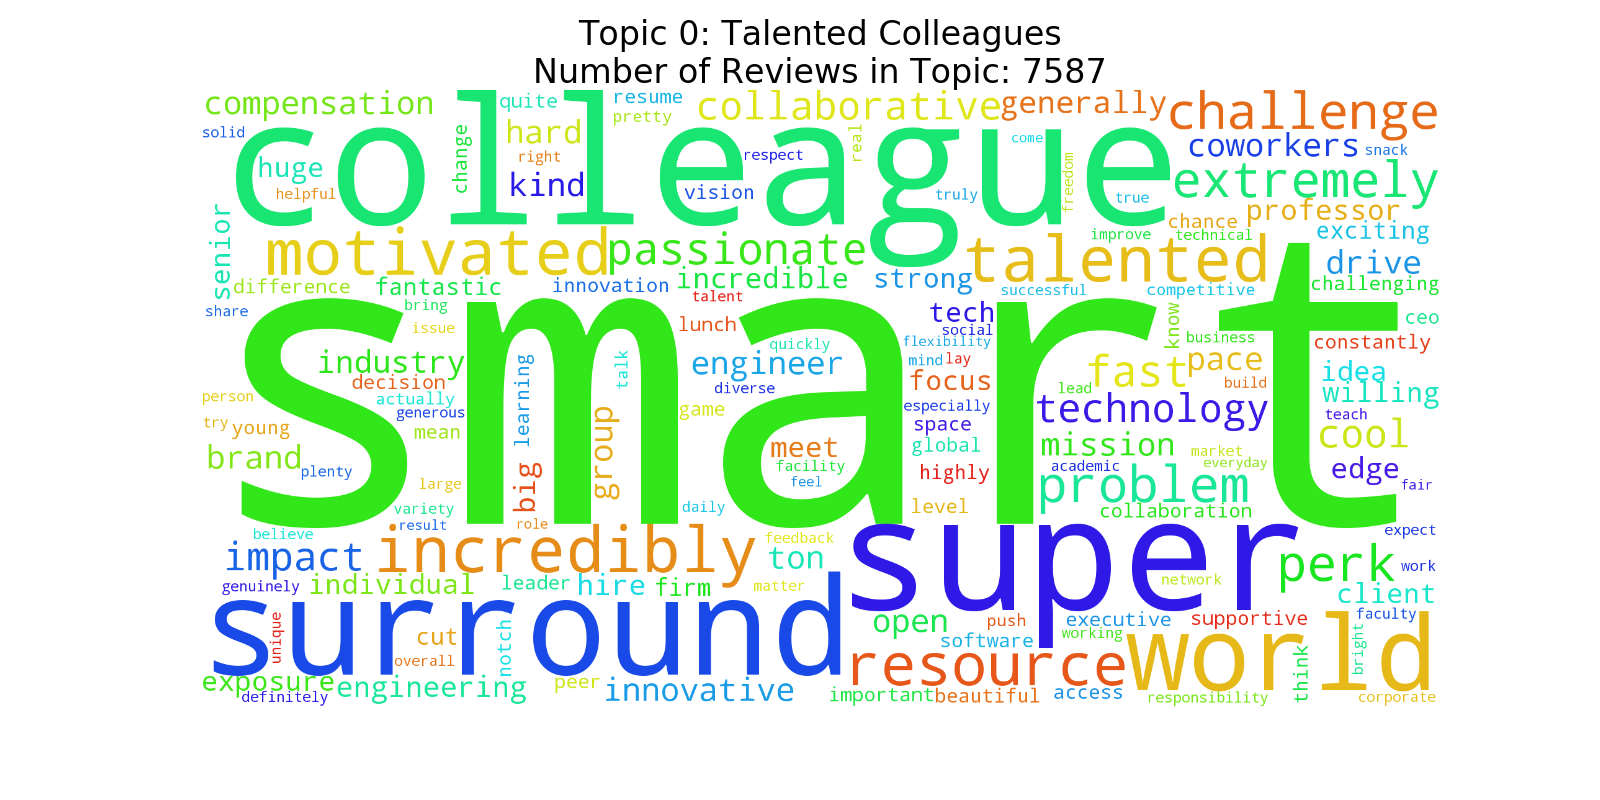 Topic 0: Talented Colleagues
Number of Reviews in Topic: 7587
compensation
quite
resume
collaborative
generally
challenge
solid
change
hard
pretty
real
come
coworkers
snack
colleague
huge
right
respect
helpful
kind
vision
truly
freedom
true
extremely
senior
chance
professor
motivated
passionate
talented
improve
technical
exciting
drive
difference
fantastic
innovation
incredible
strong
successful
competitive
challenging
share
bring
talent
tech
know
ceo
issue
lunch
social
business
constantly
smart
industry
learning
talk
quickly
flexibility
engineer
mind
lay
fast
pace
idea
decision
diverse
focus
lead
build
willing
person
actually
generous
game
especially
technology
teach
try
young
mean
group
space
cool
brand
meet
global
mission
market
everyday
plenty
big
facility
feel
highly
academic
edge
large
problem
fair
variety
daily
level
collaboration
result
role
believe
incredibly
feedback
super
expect
impact
ton
perk
work
genuinely
individual
leader
hire
firm
matter
network
client
surround
unique
cut
notch
open
push
executive
supportive
faculty
software
working
world
overall
resource
bright
think
exposure
definitely
engineering
peer
innovative
important
beautiful
access
responsibility
corporate